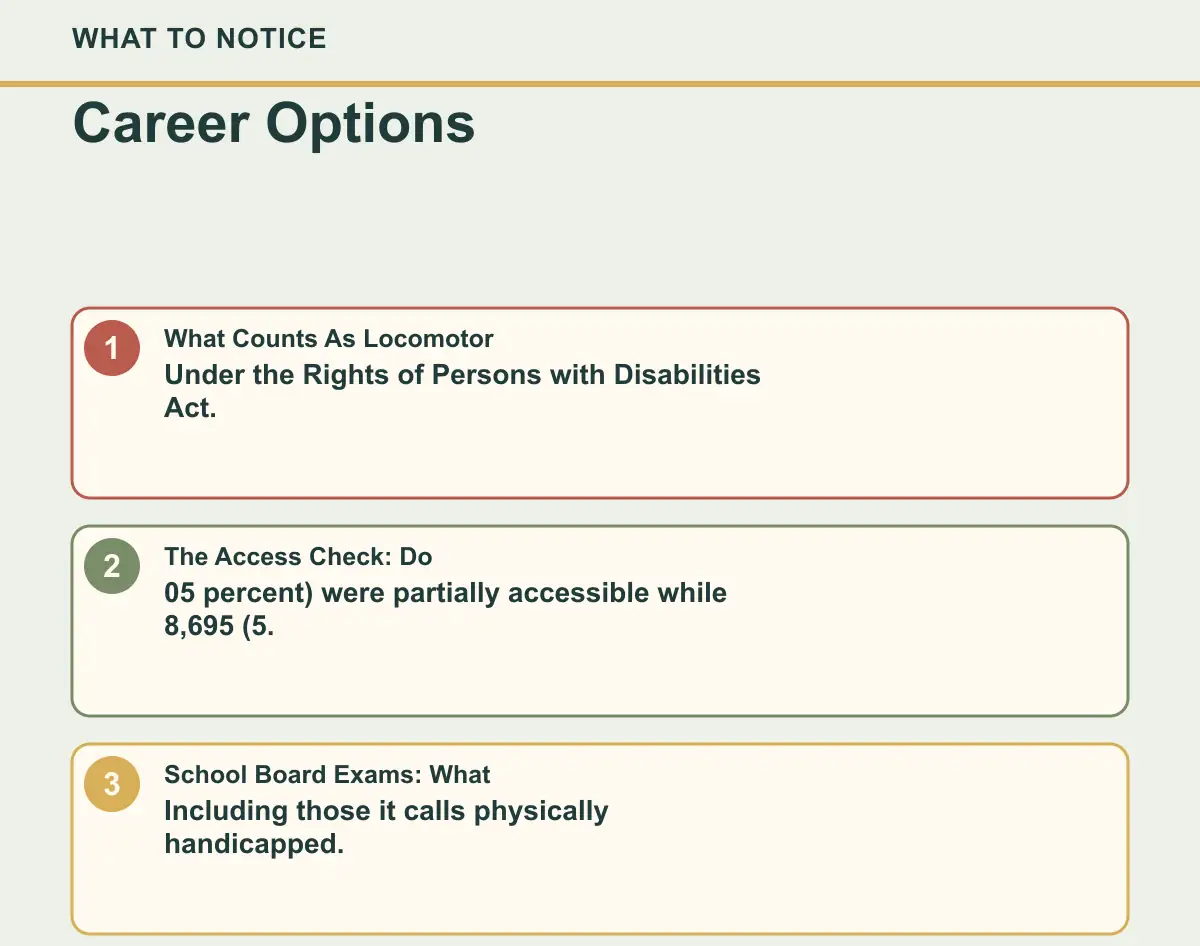 WHAT TO NOTICE
Career Options
1
What Counts As Locomotor
Under the Rights of Persons with Disabilities
Act.
2
The Access Check: Do
05 percent) were partially accessible while
8,695 (5.
3
School Board Exams: What
Including those it calls physically
handicapped.